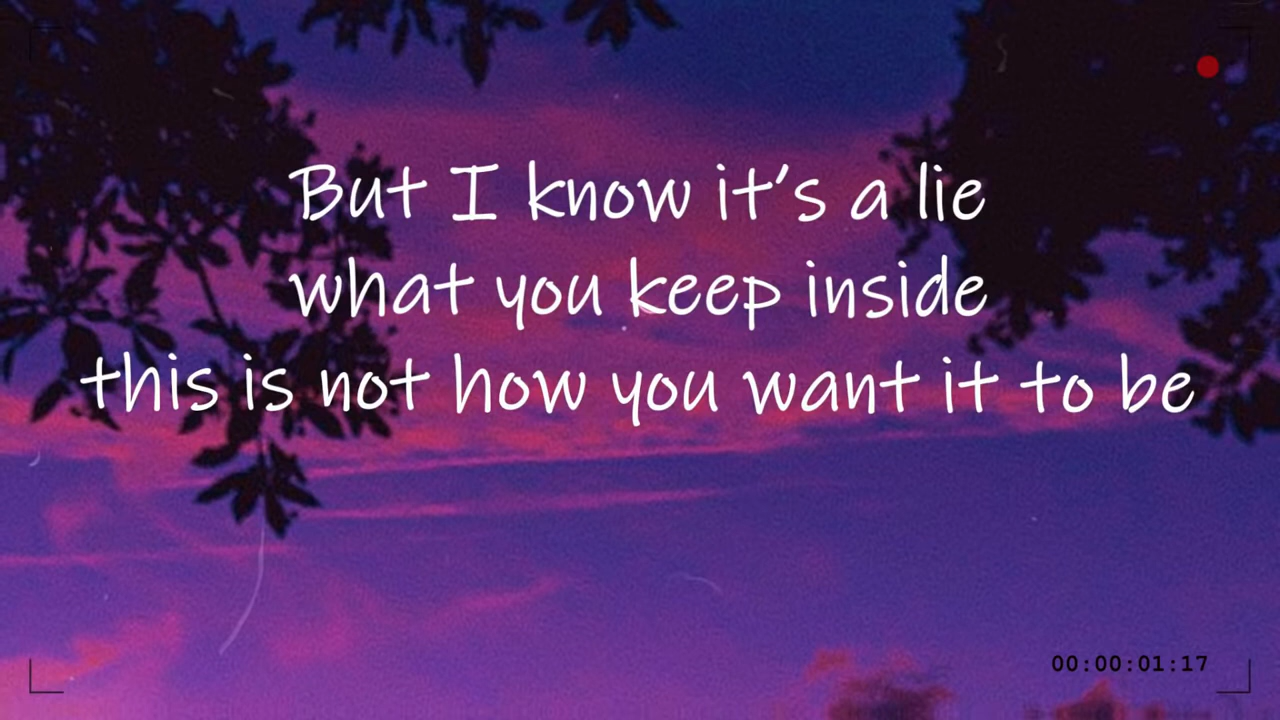 But I know it's a lie
what you keep inside
this is not how you want it to be
00:00:01:17